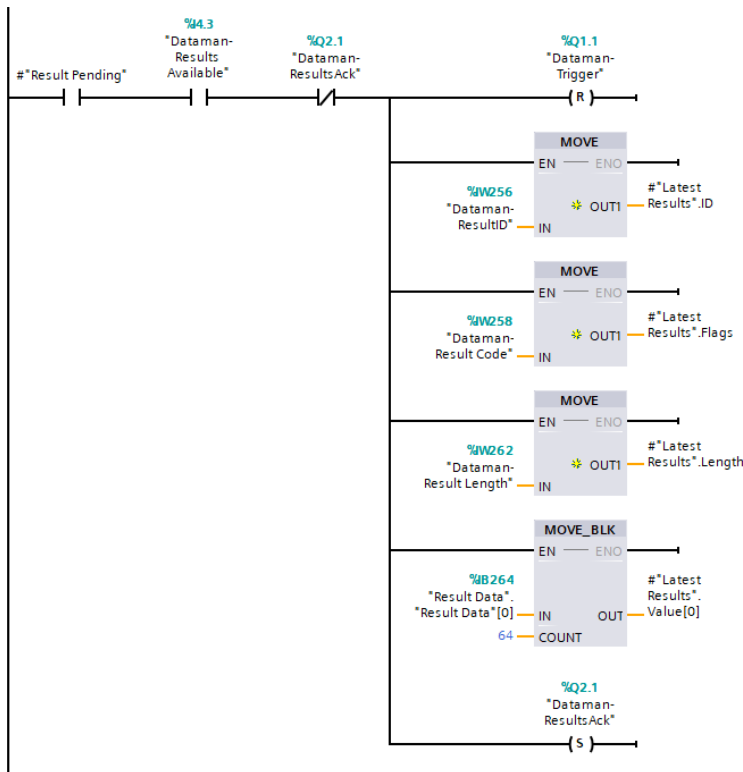 %I4.3
"Dataman-
Results
Available"
%Q2.1
"Dataman-
ResultsAck"
%Q1.1
"Dataman-
Trigger"
#"Result Pending"
R
MOVE
EN
ENO
%IW256
"Dataman-
ResultID"
IN
OUT1
#"Latest
Results".ID
MOVE
EN
ENO
%IW258
"Dataman-
Result Code"
IN
OUT1
#"Latest
Results".Flags
MOVE
EN
ENO
%IW262
"Dataman-
Result Length"
IN
OUT1
#"Latest
Results".Length
MOVE_BLK
EN
ENO
%IB264
"Result Data".
"Result Data"[0]
IN
64
COUNT
OUT
#"Latest
Results".
Value[0]
%Q2.1
"Dataman-
ResultsAck"
S